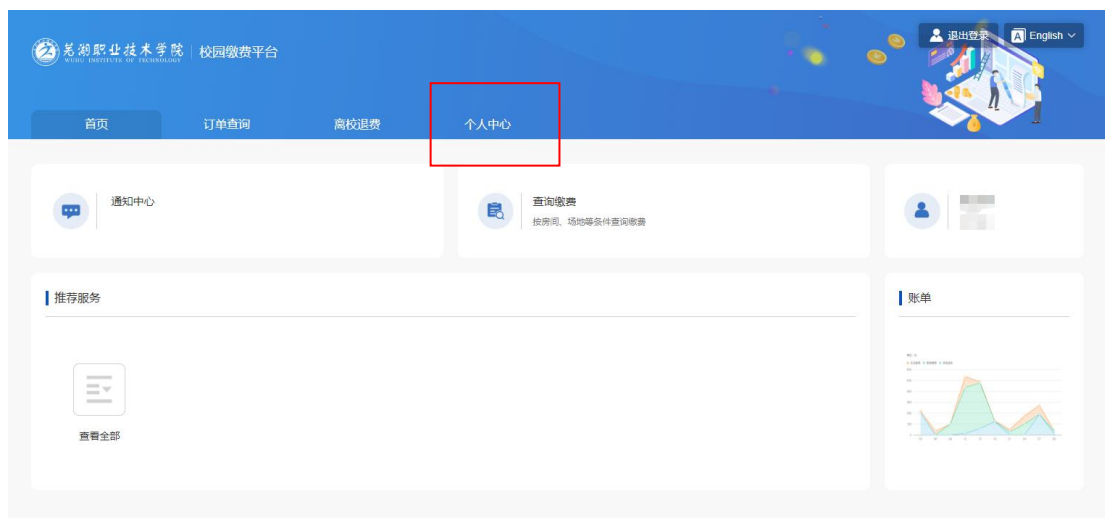 芜湖职业技术学院
WUHU INSTITUTE OF TECHNOLOGY
校园缴费平台
退出登录
A English
首页
订单查询
离校退费
个人中心
通知中心
查询缴费
按房间、场地等条件查询缴费
推荐服务
账单
查看全部